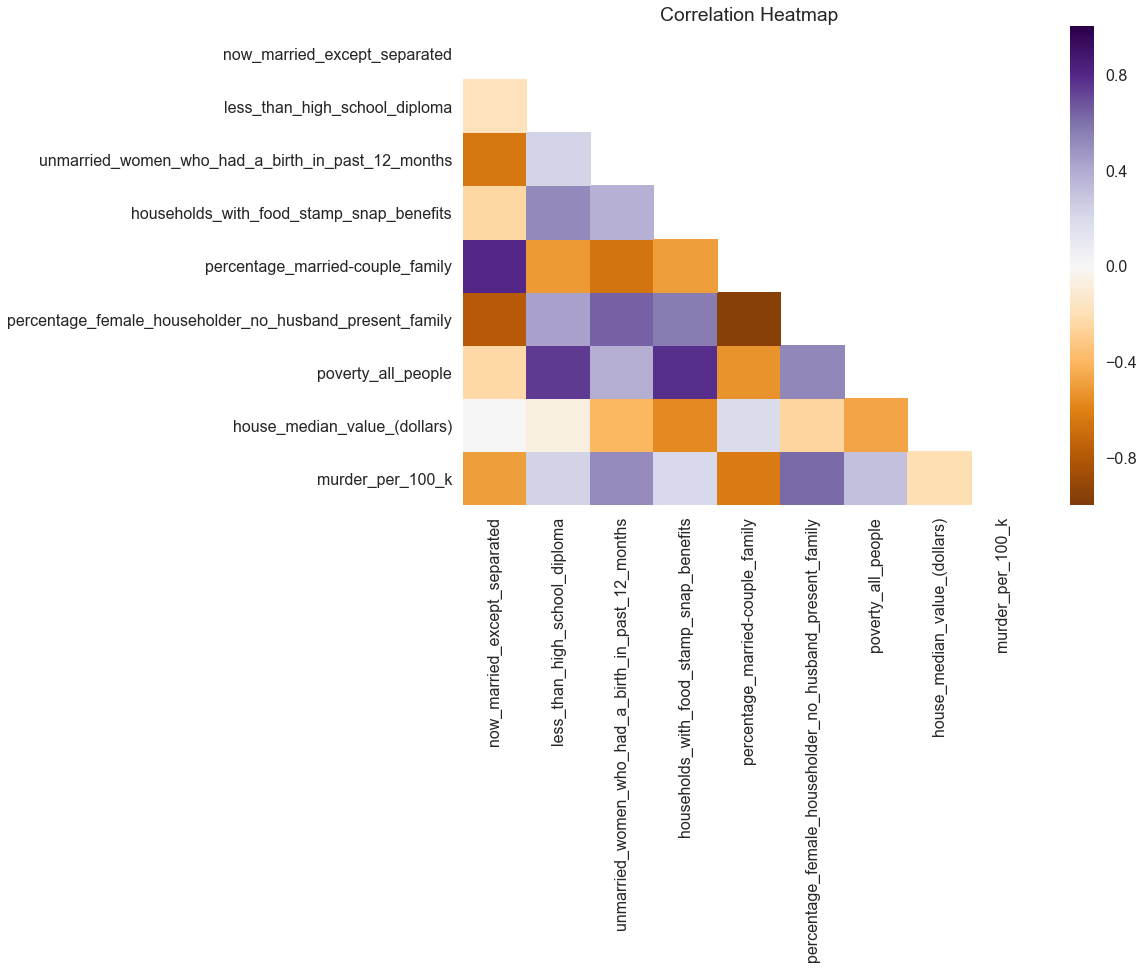 Correlation Heatmap
now_married_except_separated
less_than_high_school_diploma
unmarried_women_who_had_a_birth_in_past_12_months
households_with_food_stamp_snap_benefits
percentage_married-couple_family
percentage_female_householder_no_husband_present_family
poverty_all_people
house_median_value_(dollars)
murder_per_100_k
0.8
0.4
0.0
−0.4
−0.8
now_married_except_separated
less_than_high_school_diploma
unmarried_women_who_had_a_birth_in_past_12_months
households_with_food_stamp_snap_benefits
percentage_married-couple_family
percentage_female_householder_no_husband_present_family
poverty_all_people
house_median_value_(dollars)
murder_per_100_k